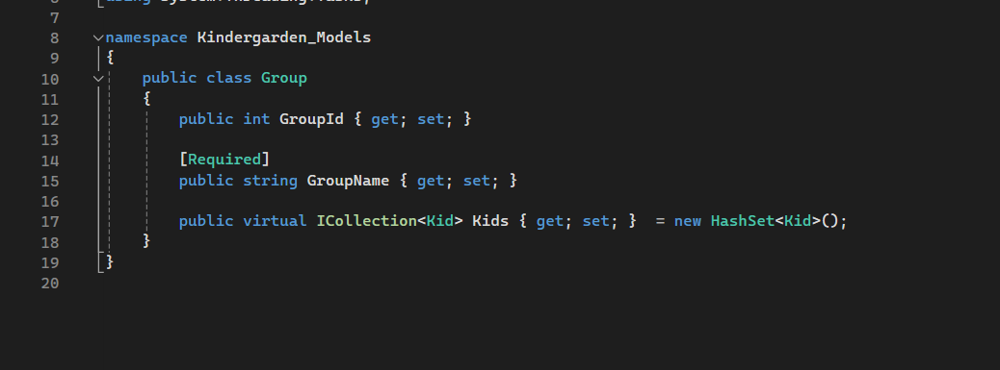 7
8 namespace Kindergarden_Models
9 {
10 public class Group
11 {
12 public int GroupId { get; set; }
13
14 [Required]
15 public string GroupName { get; set; }
16
17 public virtual ICollection<Kid> Kids { get; set; } = new HashSet<Kid>();
18 }
19 }
20